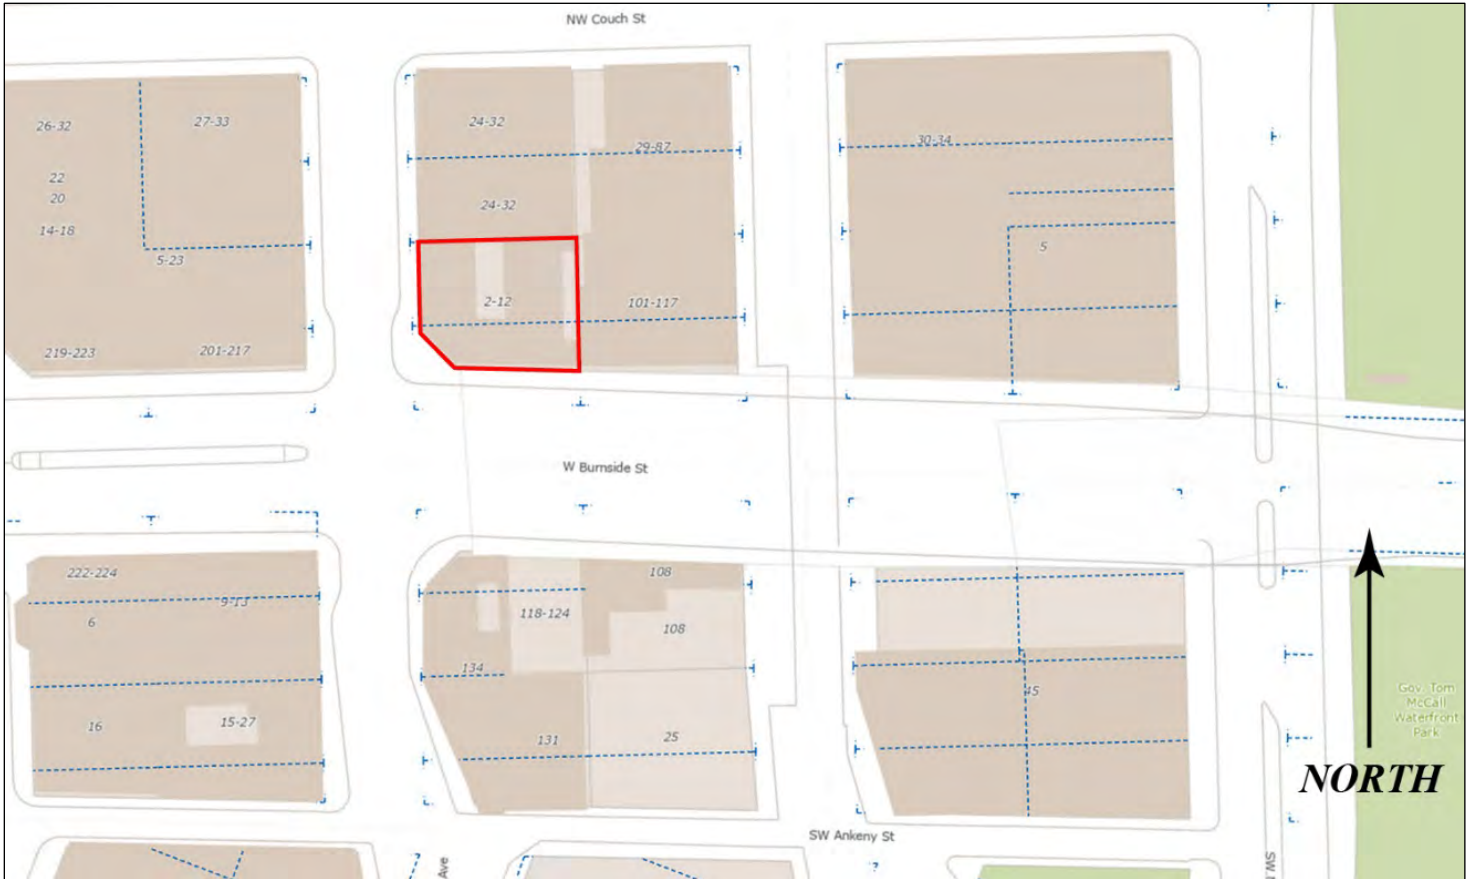 NW Couch St
26-32
27-33
24-32
29-87
30-34
22
20
24-32
14-18
5-23
5
2-12
101-117
219-223
201-217
W Burnside St
222-224
9-13
6
108
118-124
108
134
45
Gov. Tom
McCall
Waterfront
Park
16
15-27
131
25
NORTH
SW Ankeny St
Ave
SW